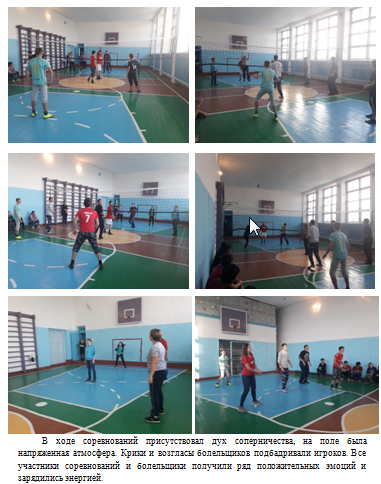 7
В ходе соревнований присутствовал дух соперничества, на поле была
напряженная атмосфера. Крики и возгласы болельщиков подбадривали игроков. Все
участники соревнований и болельщики получили ряд положительных эмоций и
зарядились энергией.